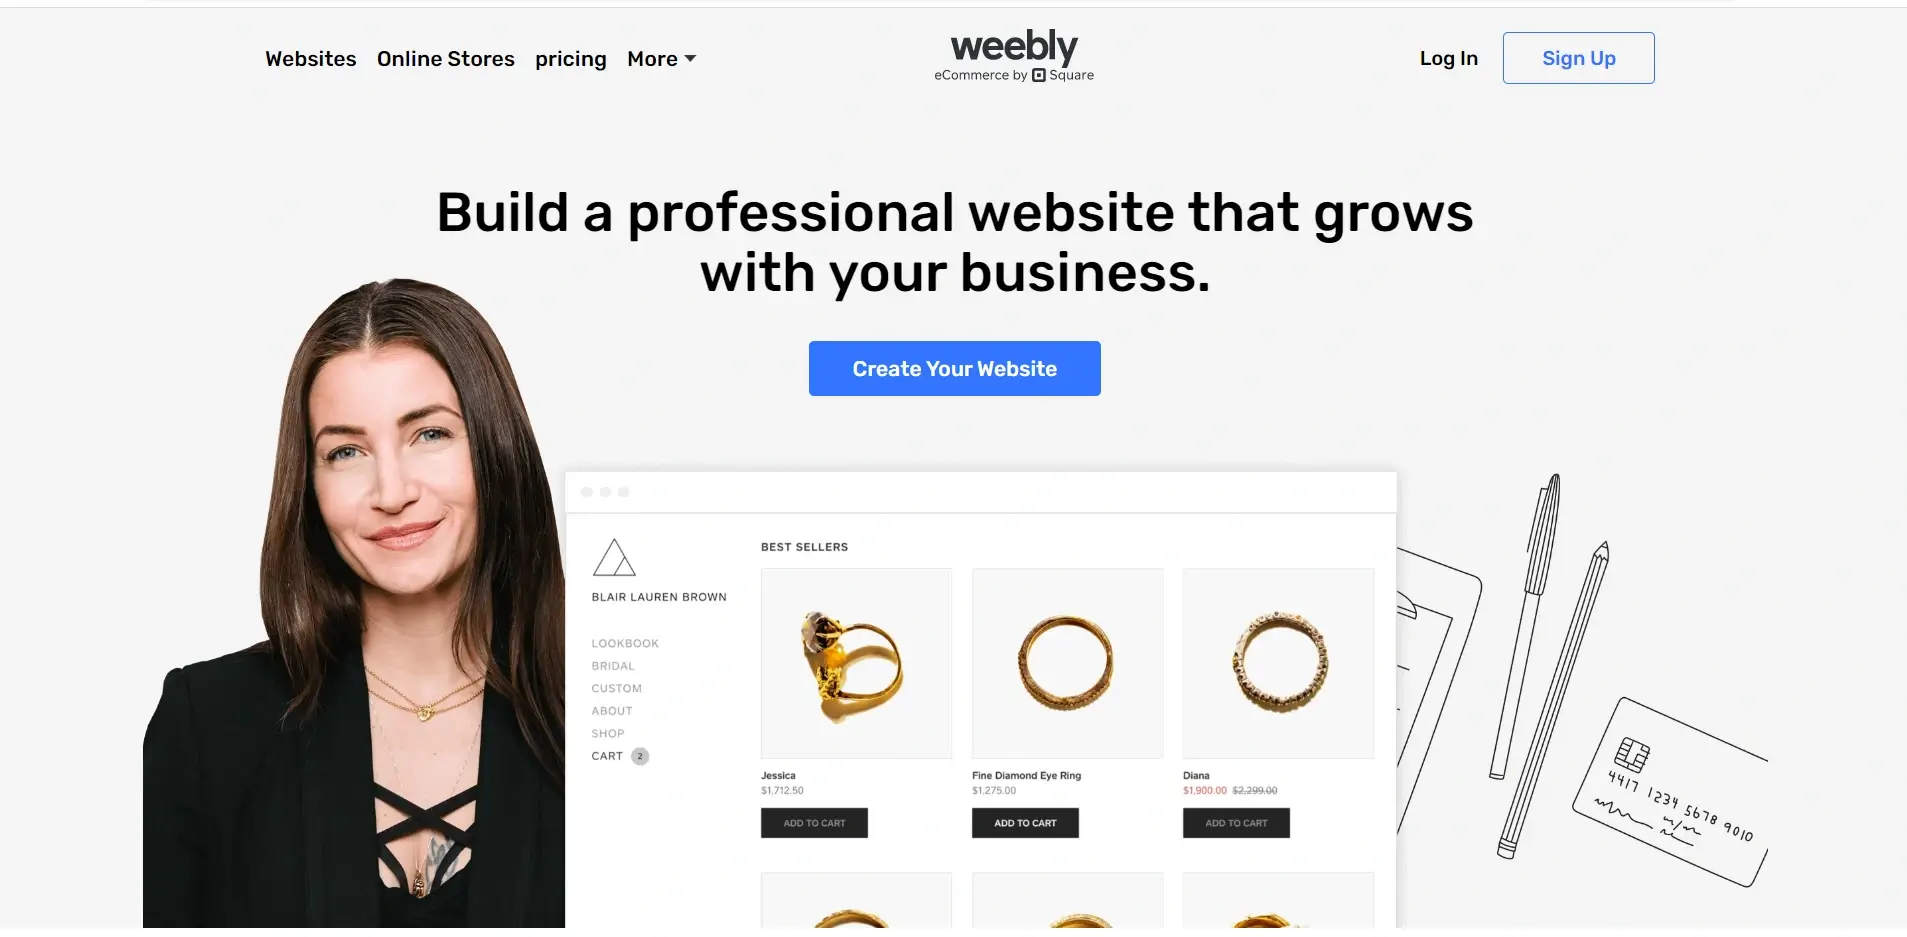 Websites Online Stores pricing More
weebly
eCommerce by Square
Log In
Sign Up
Build a professional website that grows
with your business.
Create Your Website
BLAIR LAUREN BROWN
LOOKBOOK
BRIDAL
CUSTOM
ABOUT
SHOP
CART 2
BEST SELLERS
Jessica
$1,712.50
ADD TO CART
Fine Diamond Eye Ring
$1,275.00
ADD TO CART
Diana
$1,900.00 $2,299.00
ADD TO CART
4417 1234 5678 9010